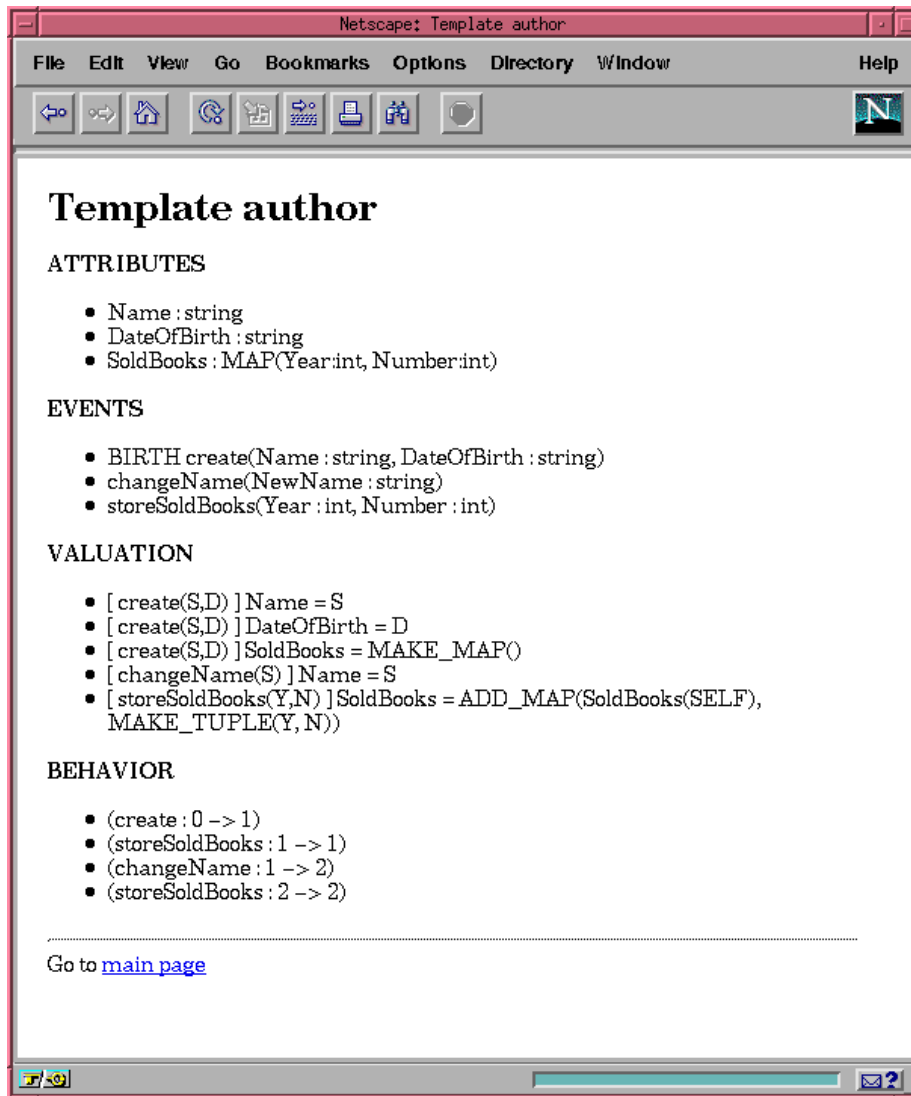 Netscape: Template author
File Edit View Go Bookmarks Options Directory Window Help
N
Template author
ATTRIBUTES
• Name : string
• DateOfBirth : string
• SoldBooks : MAP(Year:int, Number:int)
EVENTS
• BIRTH create(Name : string, DateOfBirth : string)
• changeName(NewName : string)
• storeSoldBooks(Year : int, Number : int)
VALUATION
• [ create(S,D) ] Name = S
• [ create(S,D) ] DateOfBirth = D
• [ create(S,D) ] SoldBooks = MAKE_MAP()
• [ changeName(S) ] Name = S
• [ storeSoldBooks(Y,N) ] SoldBooks = ADD_MAP(SoldBooks(SELF),
MAKE_TUPLE(Y, N))
BEHAVIOR
• (create : 0 -> 1)
• (storeSoldBooks : 1 -> 1)
• (changeName : 1 -> 2)
• (storeSoldBooks : 2 -> 2)
Go to main page
?